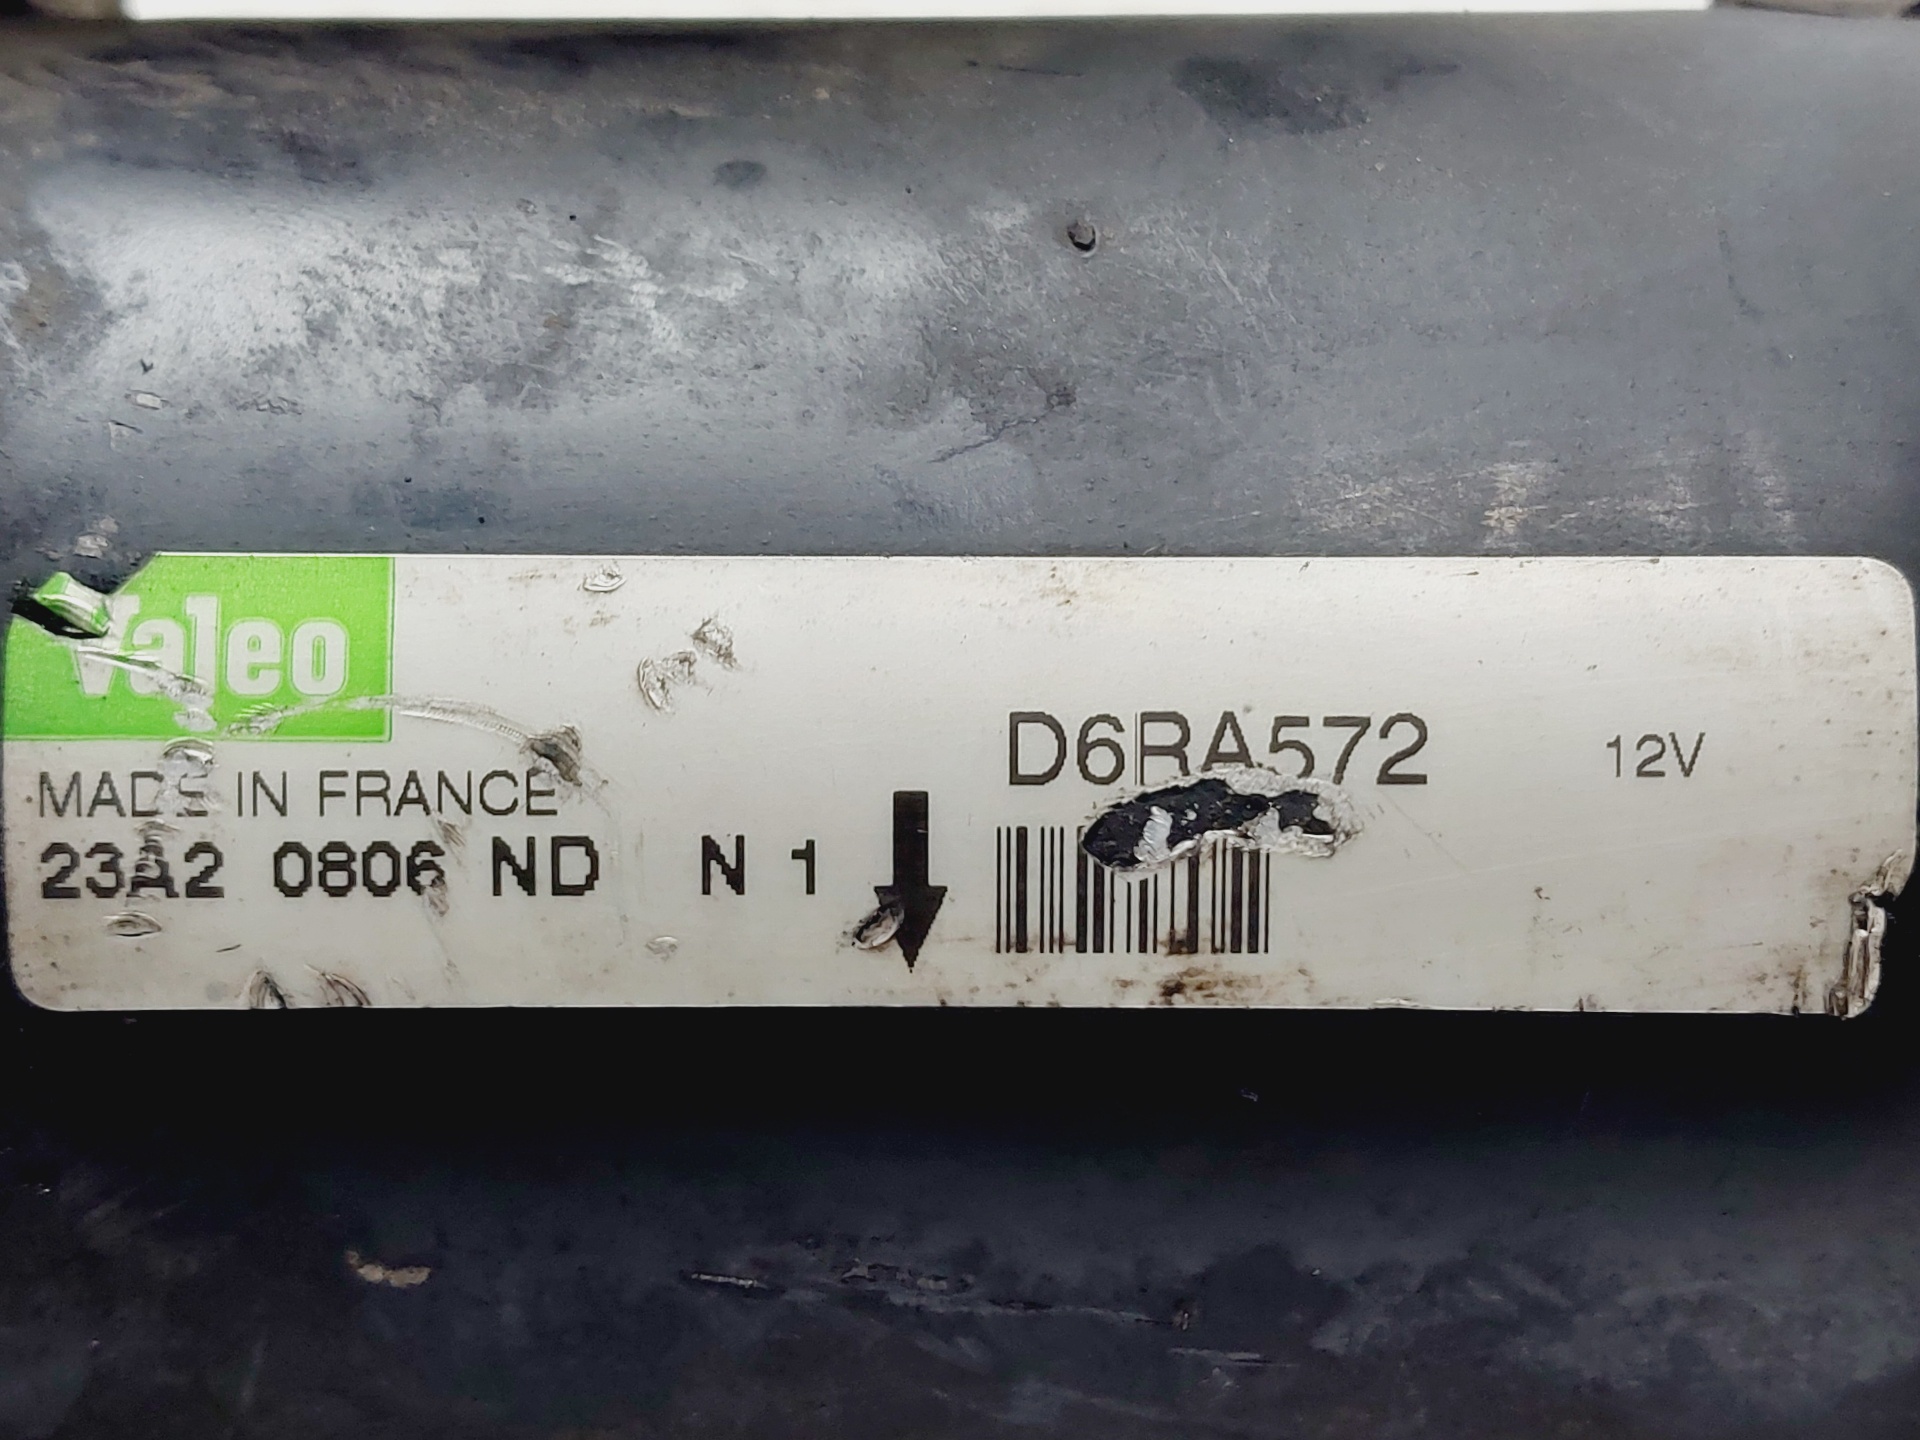 Valeo
D6RA572 12V
MADE IN FRANCE
23A2 0806 ND N 1